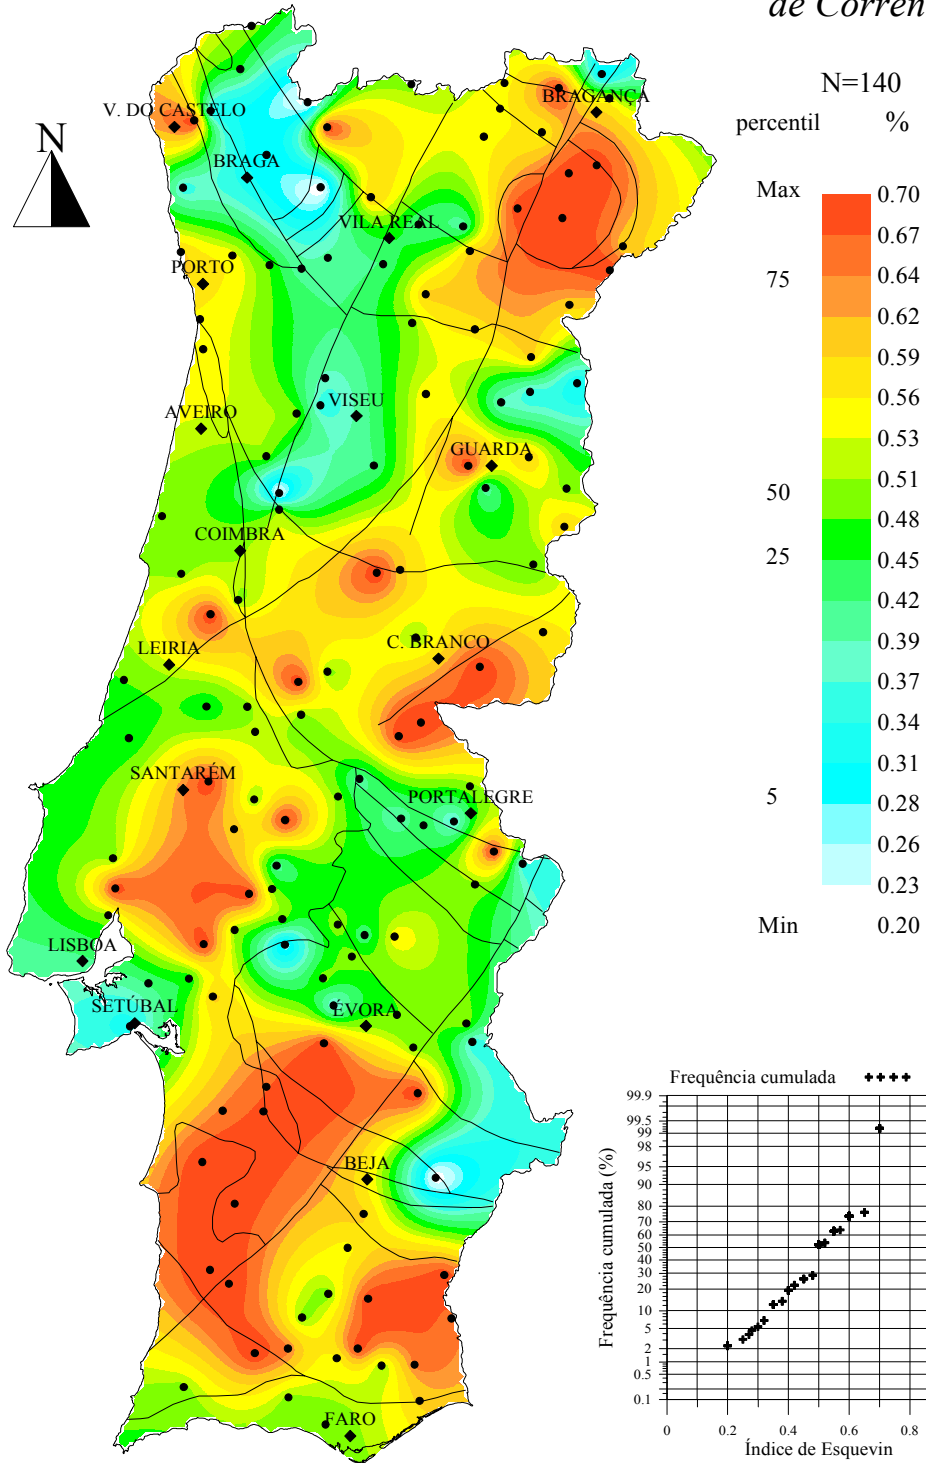 de Corren
N=140
percentil %
Max
75
50
25
5
Min
0.70
0.67
0.64
0.62
0.59
0.56
0.53
0.51
0.48
0.45
0.42
0.39
0.37
0.34
0.31
0.28
0.26
0.23
0.20
N
V. DO CASTELO
BRAGANÇA
BRAGA
VILA REAL
PORTO
AVEIRO
VISEU
GUARDA
COIMBRA
C. BRANCO
LEIRIA
SANTARÉM
PORTALEGRE
LISBOA
SETÚBAL
ÉVORA
BEJA
FARO
Frequência cumulada
Frequência cumulada (%)
99.9
99.5
99
98
95
90
80
70
60
50
40
30
20
10
5
2
1
0.5
0.1
0 0.2 0.4 0.6 0.8
Índice de Esquevin